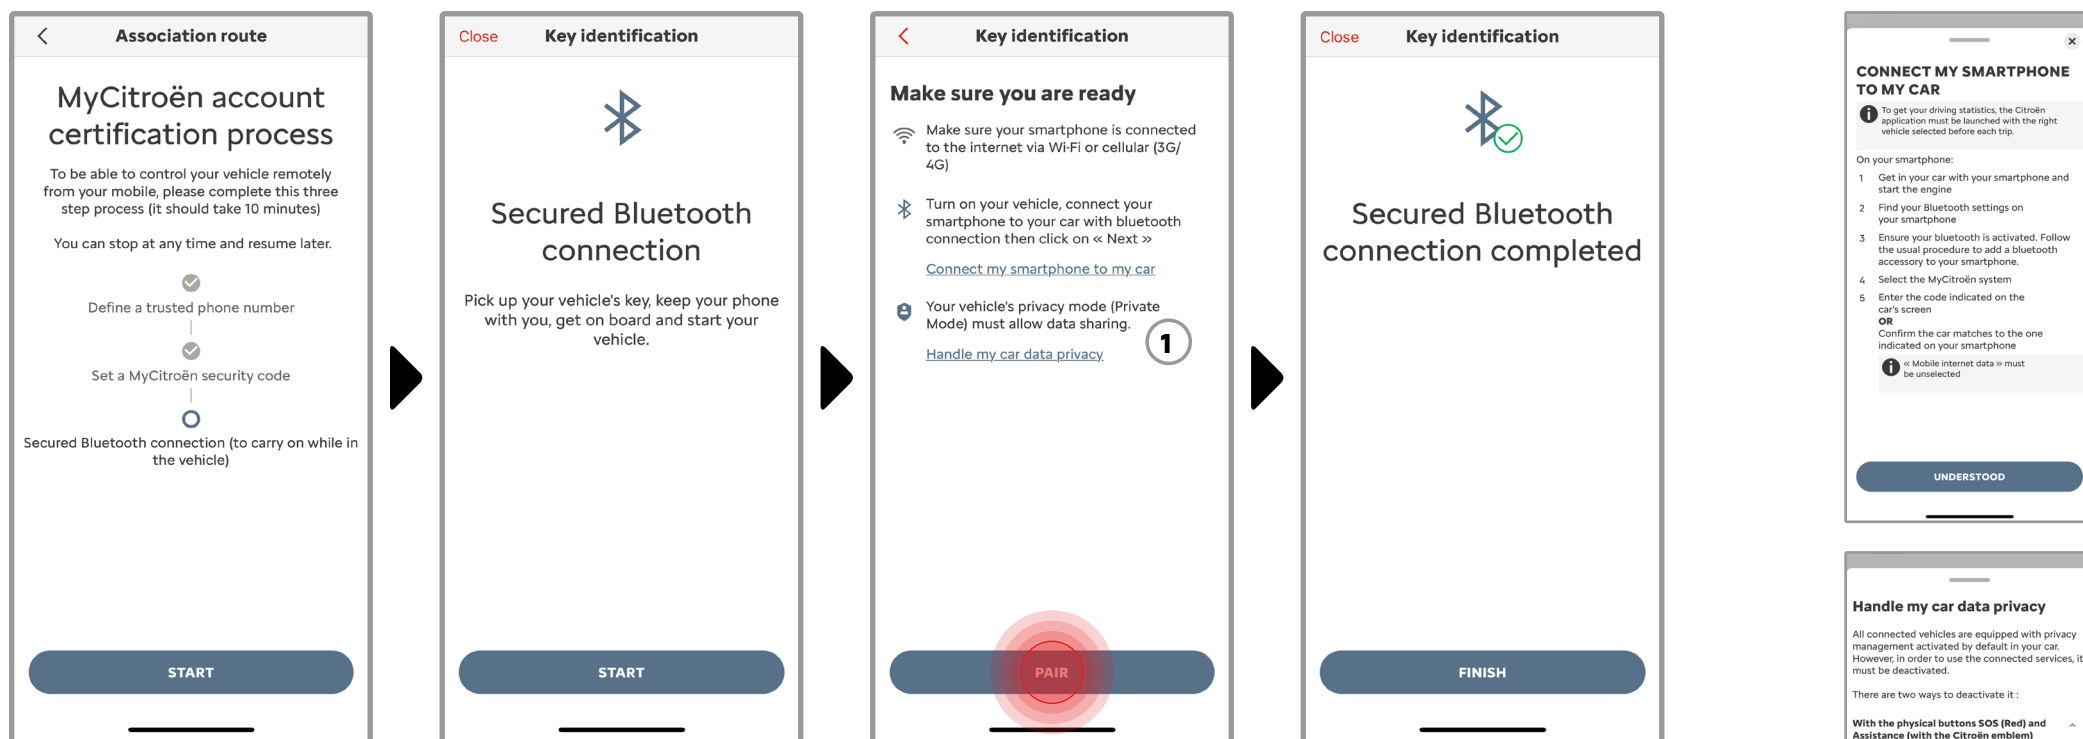 Association route
MyCitroën account
certification process
To be able to control your vehicle remotely
from your mobile, please complete this three
step process (it should take 10 minutes)
You can stop at any time and resume later.
Define a trusted phone number
Set a MyCitroën security code
Secured Bluetooth connection (to carry on while in
the vehicle)
START
Close Key identification
Secured Bluetooth
connection
Pick up your vehicle's key, keep your phone
with you, get on board and start your
vehicle.
START
Key identification
Make sure you are ready
Make sure your smartphone is connected
to the internet via Wi-Fi or cellular (3G/
4G)
Turn on your vehicle, connect your
smartphone to your car with bluetooth
connection then click on « Next »
Connect my smartphone to my car
Your vehicle's privacy mode (Private
Mode) must allow data sharing.
1
Handle my car data privacy
PAIR
Close Key identification
Secured Bluetooth
connection completed
FINISH
CONNECT MY SMARTPHONE
TO MY CAR
To get your driving statistics, the Citroën
application must be launched with the right
vehicle selected before each trip.
On your smartphone:
1 Get in your car with your smartphone and
start the engine
2 Find your Bluetooth settings on
your smartphone
3 Ensure your bluetooth is activated. Follow
the usual procedure to add a bluetooth
accessory to your smartphone.
4 Select the MyCitroën system
5 Enter the code indicated on the
car's screen
OR
Confirm the car matches to the one
indicated on your smartphone
« Mobile internet data » must
be unselected
UNDERSTOOD
Handle my car data privacy
All connected vehicles are equipped with privacy
management activated by default in your car.
However, in order to use the connected services, it
must be deactivated.
There are two ways to deactivate it :
With the physical buttons SOS (Red) and
Assistance (with the Citroën emblem)